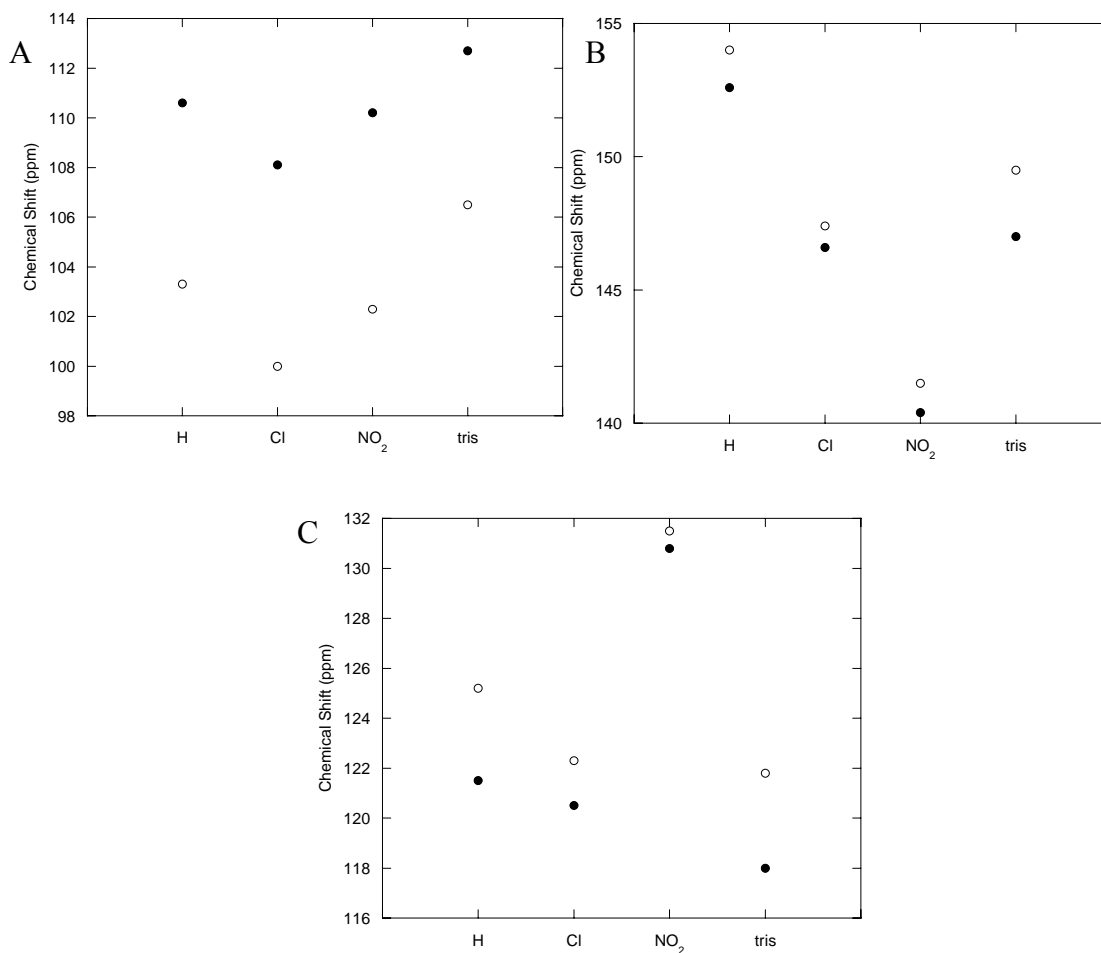 A
Chemical Shift (ppm)
114
112
110
108
106
104
102
100
98
H Cl NO₂ tris
B
Chemical Shift (ppm)
155
150
145
140
H Cl NO₂ tris
C
Chemical Shift (ppm)
132
130
128
126
124
122
120
118
116
H Cl NO₂ tris